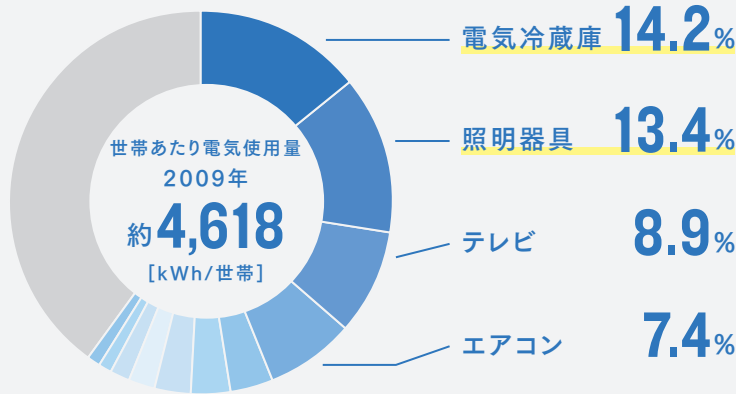 電気冷蔵庫 14.2%
照明器具 13.4%
世帯あたり電気使用量
2009年
約4,618
[kWh/世帯]
テレビ 8.9%
エアコン 7.4%